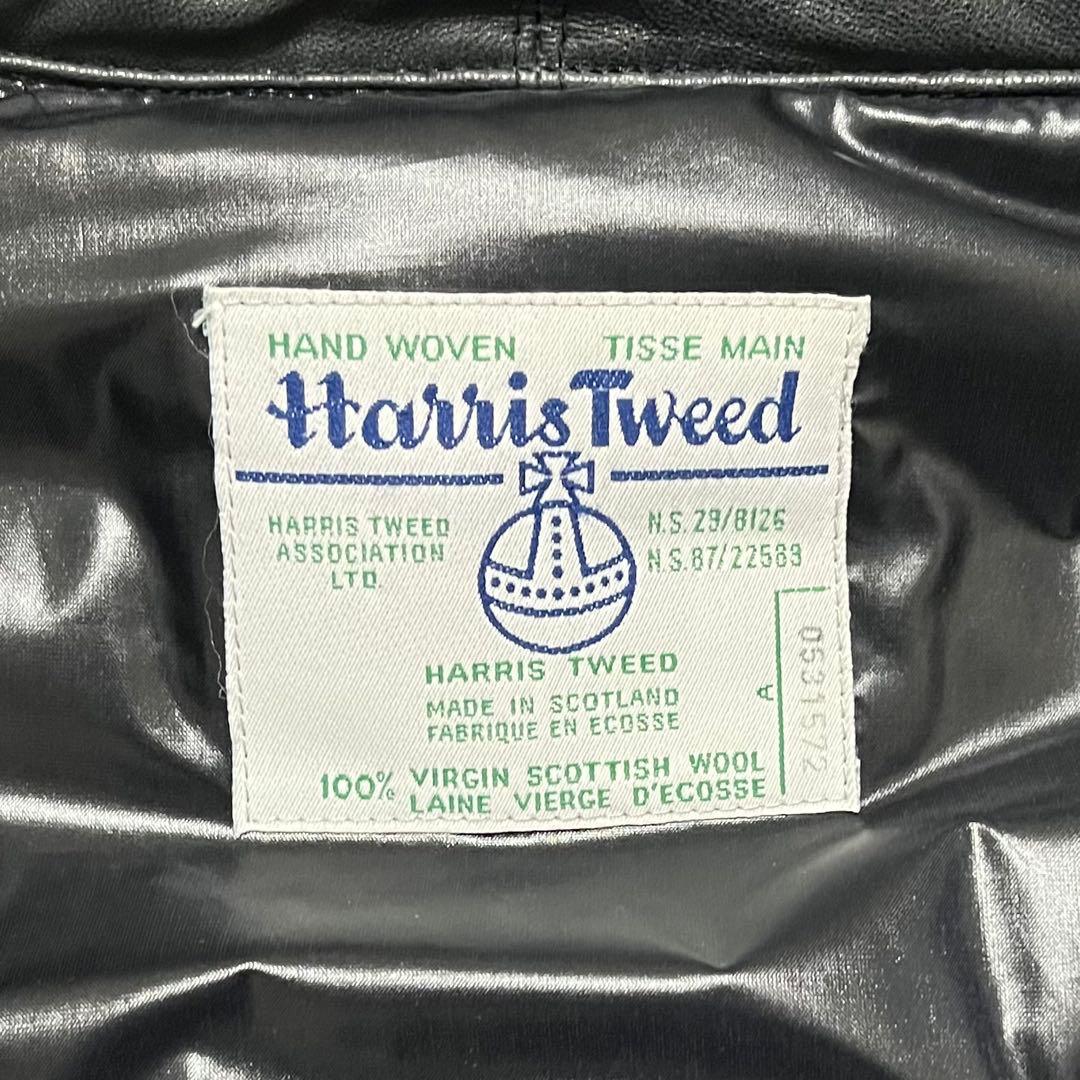 HAND WOVEN TISSE MAIN
Harris Tweed
HARRIS TWEED
ASSOCIATION
LTD.
N.S. 29/8126
N.S. 87/22589
HARRIS TWEED
MADE IN SCOTLAND
FABRIQUE EN ECOSSE
100% VIRGIN SCOTTISH WOOL
LAINE VIERGE D'ECOSSE
A
0531572